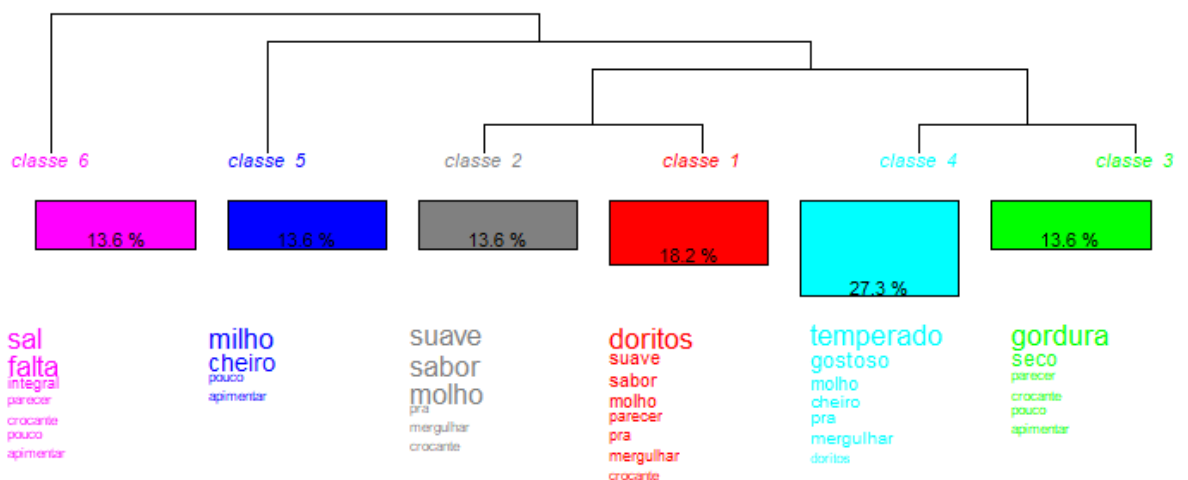 classe 6
classe 5
classe 2
classe 1
classe 4
classe 3
13.6 %
13.6 %
13.6 %
18.2 %
27.3 %
13.6 %
sal
falta
integral
parecer
crocante
pouco
apimentar
milho
cheiro
pouco
apimentar
suave
sabor
molho
pra
mergulhar
crocante
doritos
suave
sabor
molho
parecer
pra
mergulhar
crocante
temperado
gostoso
molho
cheiro
pra
mergulhar
doritos
gordura
seco
parecer
crocante
pouco
apimentar